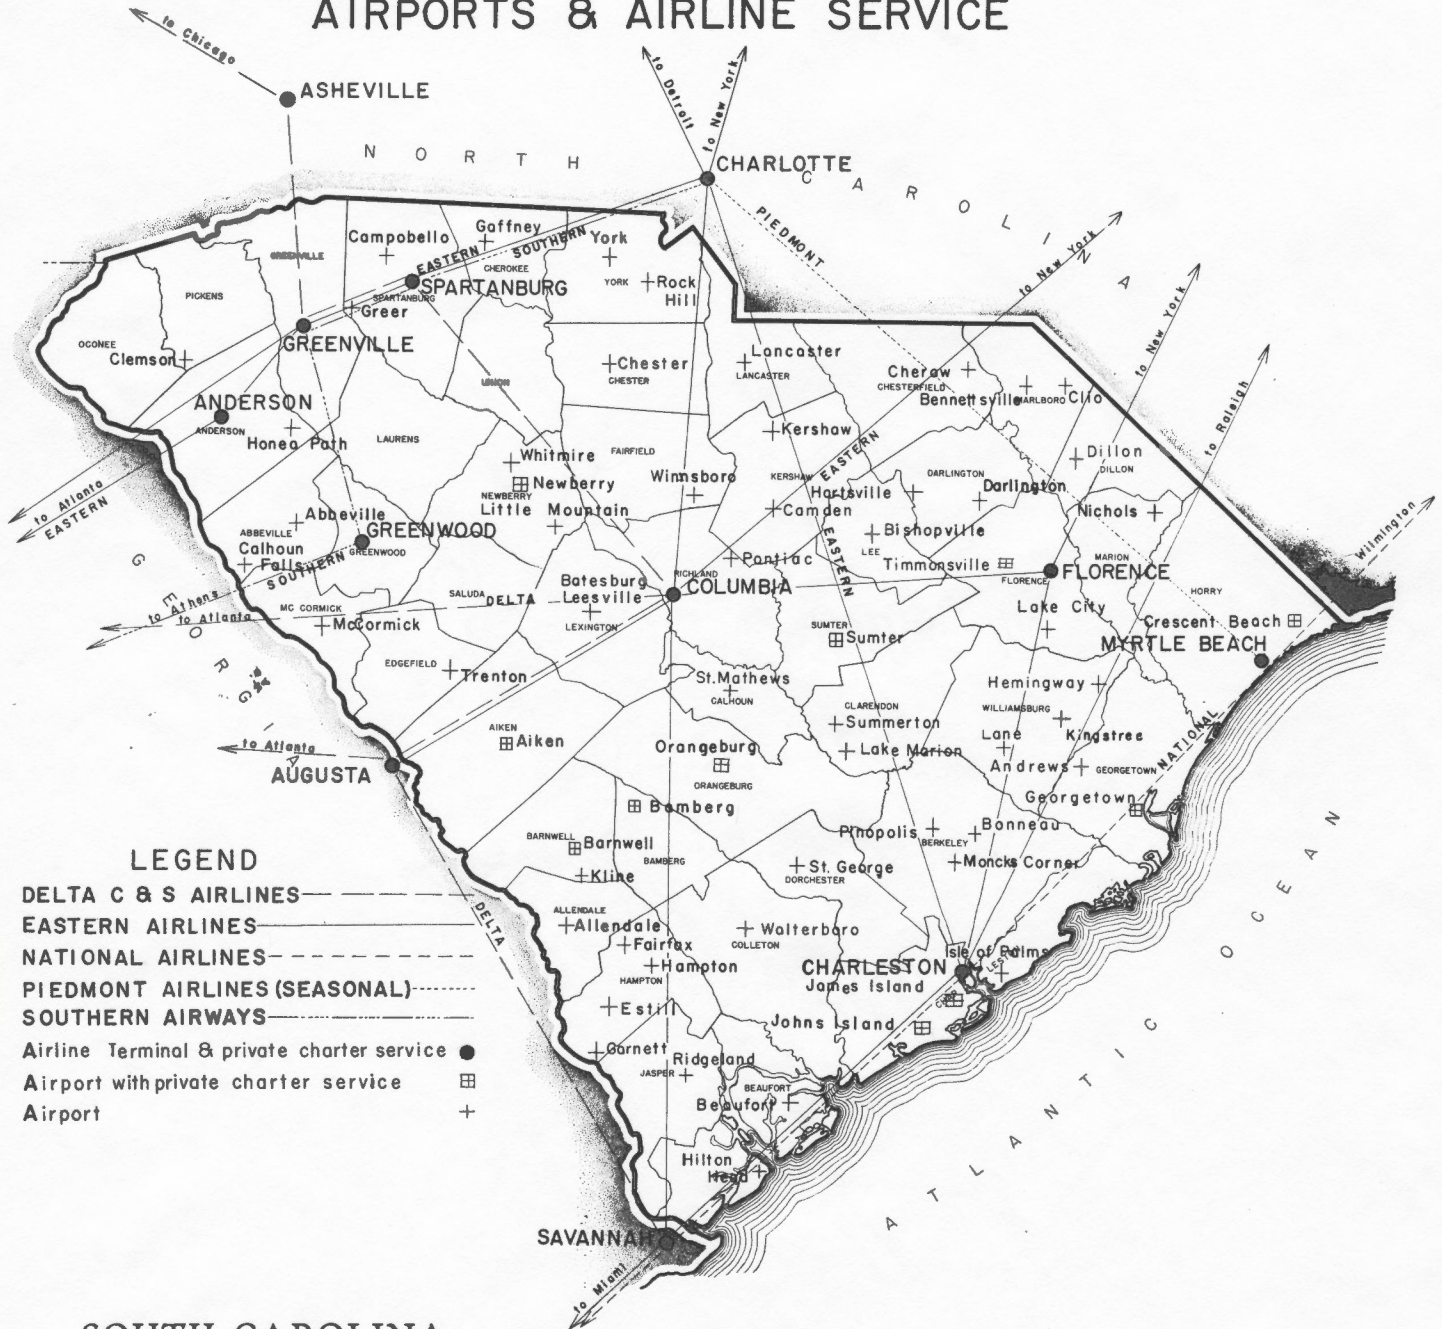 AIRPORTS & AIRLINE SERVICE
to Chicago
ASHEVILLE
to Detroit
to New York
NORTH CAROLINA
CHARLOTTE
PIEDMONT
to New York
to New York
to Raleigh
Wilmington
GREENVILLE
Campobello
Gaffney
EASTERN
SOUTHERN
York
CHEROKEE
SPARTANBURG
SPARTANBURG
YORK
Rock
Hill
PICKENS
Greer
OCONEE
Clemson
GREENVILLE
Chester
CHESTER
Lancaster
LANCASTER
Cheraw
CHESTERFIELD
Bennettsville
MARLBORO
Clio
UNION
ANDERSON
ANDERSON
Honea Path
LAURENS
Kershaw
EASTERN
Whitmire
FAIRFIELD
Dillon
DILLON
Newberry
NEWBERRY
Winnsboro
KERSHAW
Hartsville
DARLINGTON
Darlington
to Atlanta
EASTERN
Abbeville
ABBEVILLE
GREENWOOD
GREENWOOD
Little Mountain
Camden
Nichols
Bishopville
LEE
Calhoun
Falls
SOUTHERN
Pontiac
EASTERN
Timmonsville
MARION
FLORENCE
FLORENCE
RICHLAND
COLUMBIA
Batesburg
Leesville
LEXINGTON
SALUDA
DELTA
HORRY
to Athens
to Atlanta
MC CORMICK
McCormick
Lake City
Crescent Beach
MYRTLE BEACH
SUMTER
Sumter
GEORGIA
EDGEFIELD
Trenton
St. Mathews
CALHOUN
Hemingway
WILLIAMSBURG
CLARENDON
Summerton
Kingstree
Lane
NATIONAL
AIKEN
Aiken
to Atlanta
AUGUSTA
Orangeburg
ORANGEBURG
Lake Marion
Andrews
GEORGETOWN
Georgetown
Bamberg
BARNWELL
Barnwell
BAMBERG
Pinopolis
BERKELEY
Bonneau
Moncks Corner
St. George
DORCHESTER
Kline
ALLENDALE
Allendale
Fairfax
Hampton
HAMPTON
Walterboro
COLLETON
DELTA
Isle of Palms
CHARLESTON
James Island
Johns Island
Estill
Garnett
Ridgeland
JASPER
BEAUFORT
Beaufort
Hilton
Head
SAVANNAH
to Miami
ATLANTIC OCEAN
LEGEND
DELTA C & S AIRLINES
EASTERN AIRLINES
NATIONAL AIRLINES
PIEDMONT AIRLINES (SEASONAL)
SOUTHERN AIRWAYS
Airline Terminal & private charter service
Airport with private charter service
Airport
SOUTH CAROLINA